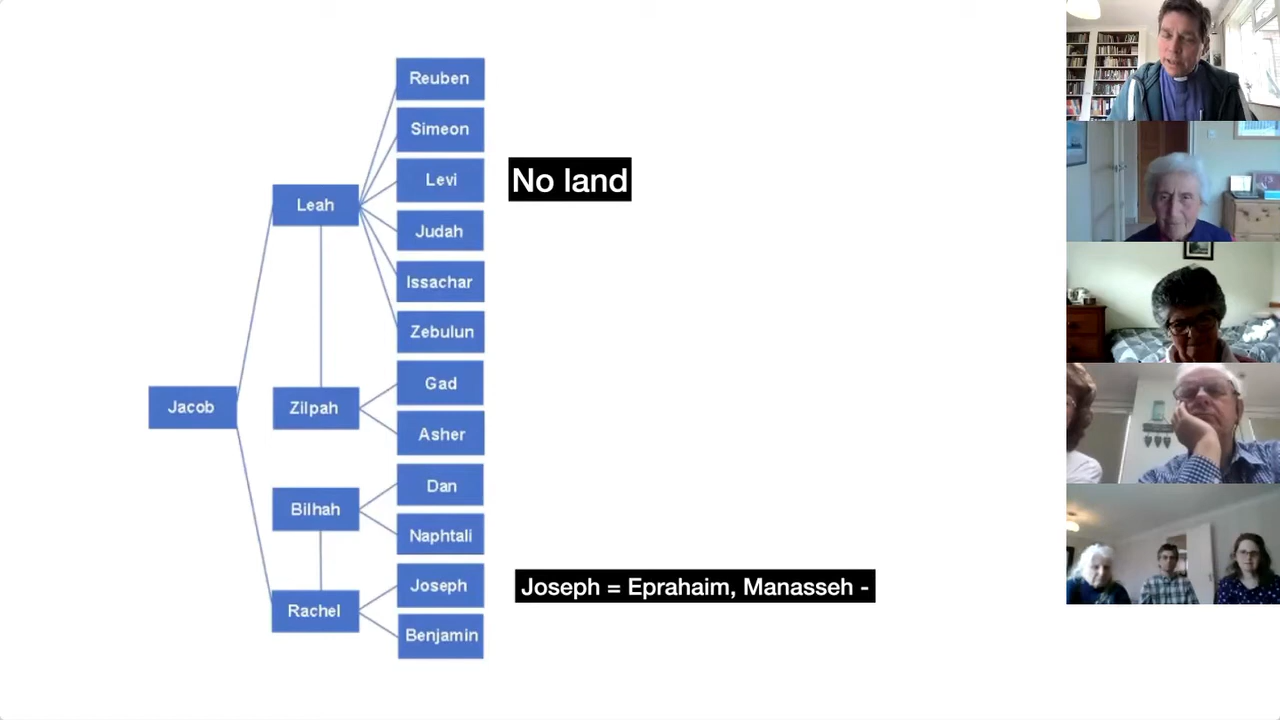 Reuben
Simeon
Levi
No land
Leah
Judah
Issachar
Zebulun
Gad
Jacob
Zilpah
Asher
Dan
Bilhah
Naphtali
Joseph
Joseph = Eprahaim, Manasseh -
Rachel
Benjamin